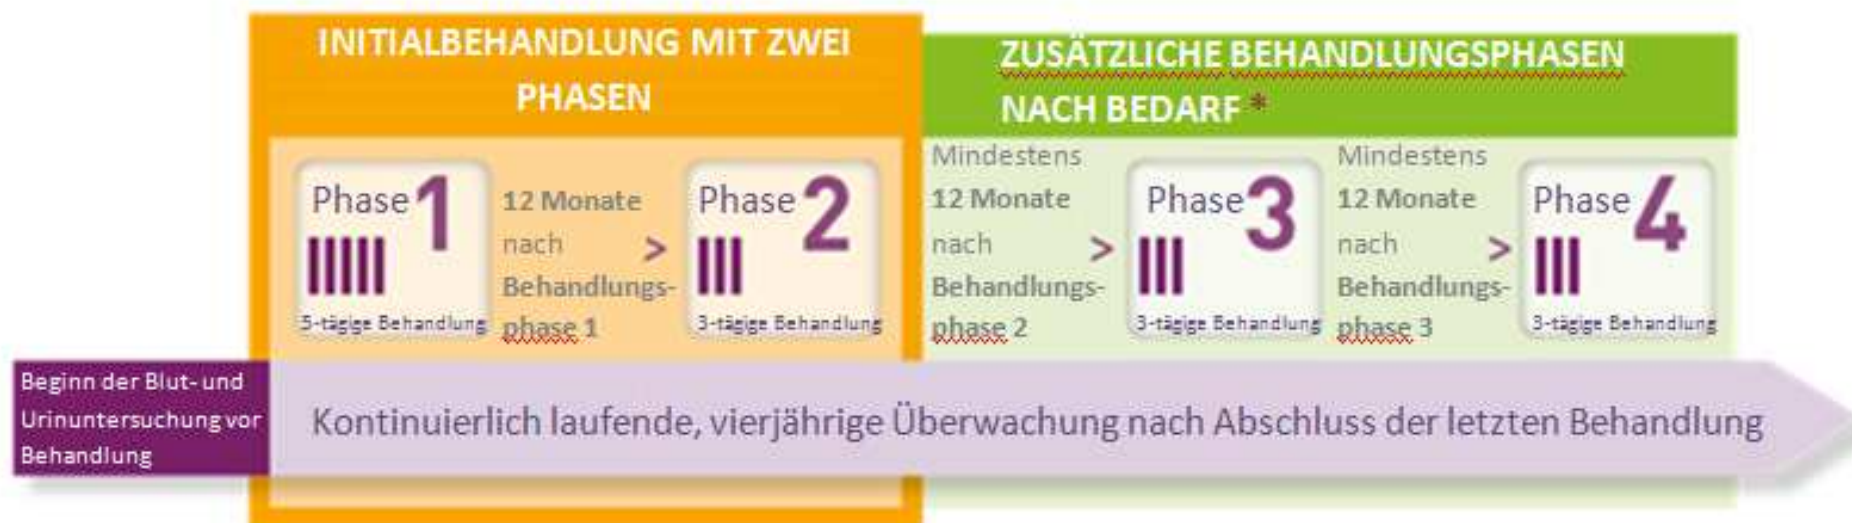 INITIALBEHANDLUNG MIT ZWEI
PHASEN
ZUSÄTZLICHE BEHANDLUNGSPHASEN
NACH BEDARF *
Phase 1
5-tägige Behandlung
12 Monate
nach >
Behandlungs-
phase 1
Phase 2
3-tägige Behandlung
Mindestens
12 Monate
nach >
Behandlungs-
phase 2
Phase 3
3-tägige Behandlung
Mindestens
12 Monate
nach >
Behandlungs-
phase 3
Phase 4
3-tägige Behandlung
Beginn der Blut- und
Urinuntersuchung vor
Behandlung
Kontinuierlich laufende, vierjährige Überwachung nach Abschluss der letzten Behandlung